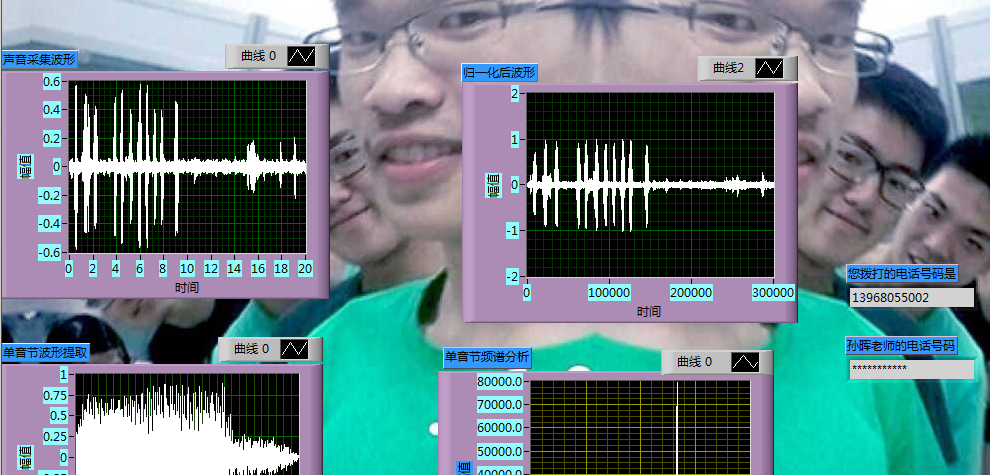 声音采集波形
曲线 0
幅值
0.6
0.4
0.2
0
-0.2
-0.4
-0.6
0 2 4 6 8 10 12 14 16 18 20
时间
归一化后波形
曲线2
幅值
2
1
0
-1
-2
0 100000 200000 300000
时间
您拨打的电话号码是
13968055002
孙晖老师的电话号码
***********
单音节波形提取
曲线 0
幅值
1
0.75
0.5
0.25
0
单音节频谱分析
曲线 0
80000.0
70000.0
60000.0
50000.0
40000.0